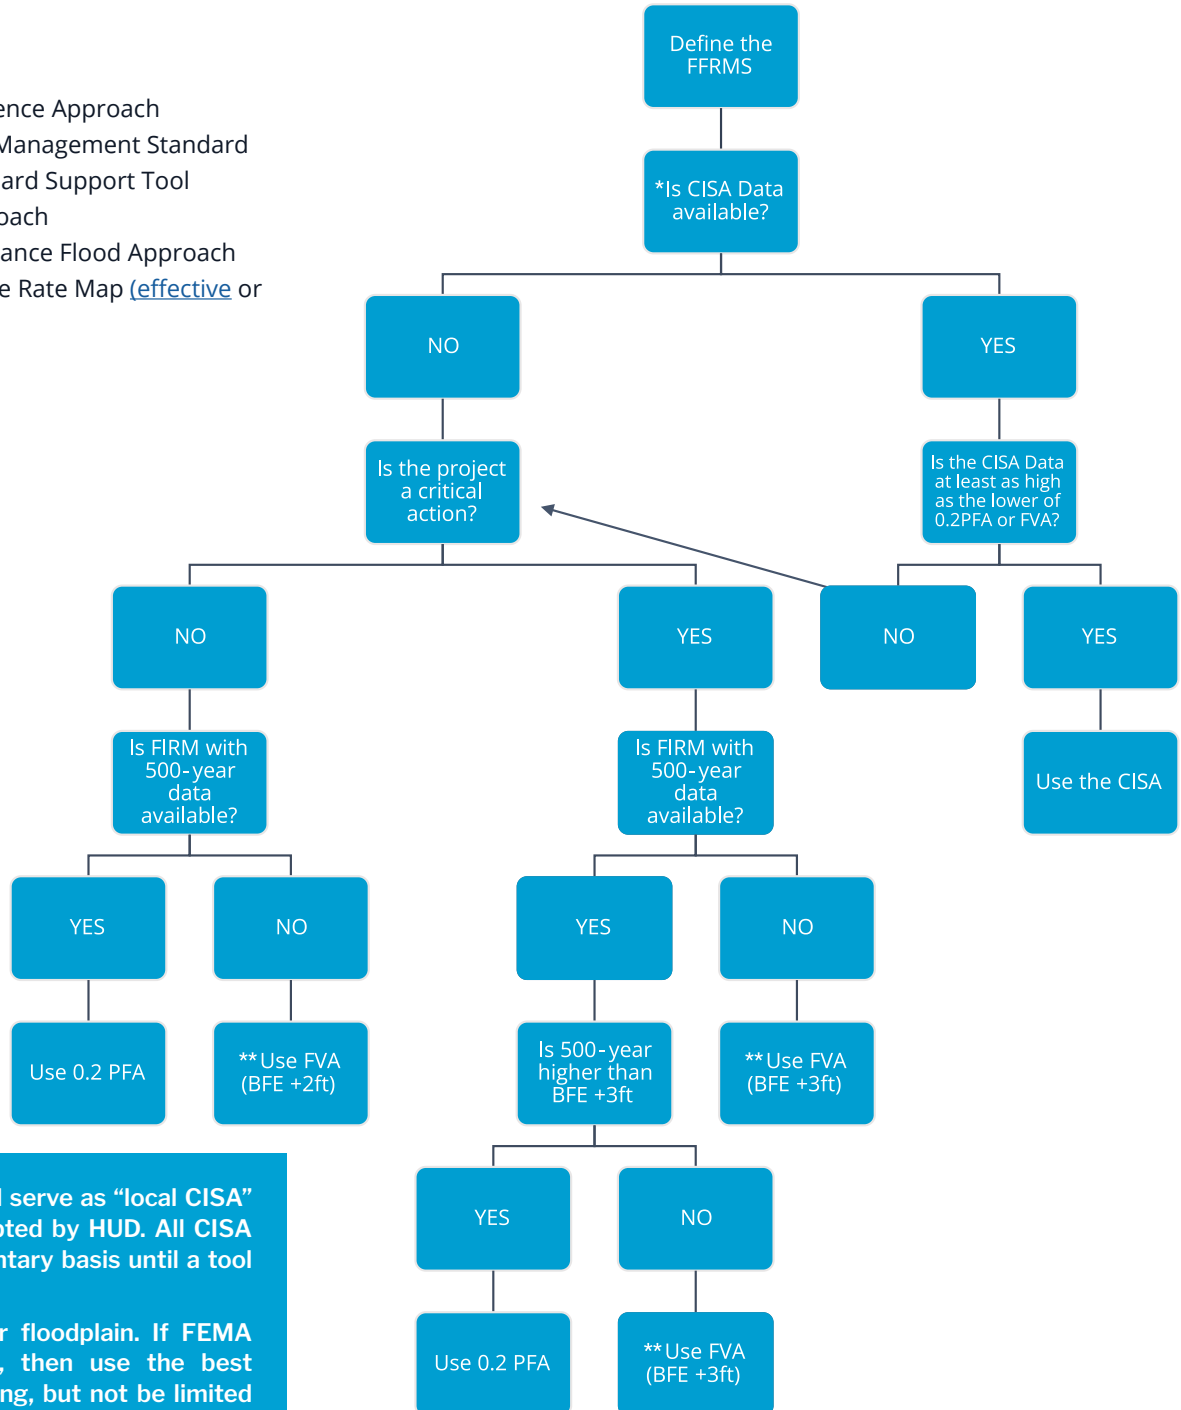 Define the
FFRMS
ence Approach
Management Standard
ard Support Tool
oach
ance Flood Approach
e Rate Map (effective or
*Is CISA Data
available?
NO
YES
Is the project
a critical
action?
Is the CISA Data
at least as high
as the lower of
0.2PFA or FVA?
NO
YES
NO
YES
Is FIRM with
500-year
data
available?
Is FIRM with
500-year
data
available?
Use the CISA
YES
NO
YES
NO
Use 0.2 PFA
**Use FVA
(BFE +2ft)
Is 500-year
higher than
BFE +3ft
**Use FVA
(BFE +3ft)
YES
NO
Use 0.2 PFA
**Use FVA
(BFE +3ft)
l serve as “local CISA”
pted by HUD. All CISA
ntary basis until a tool
r floodplain. If FEMA
, then use the best
ng, but not be limited